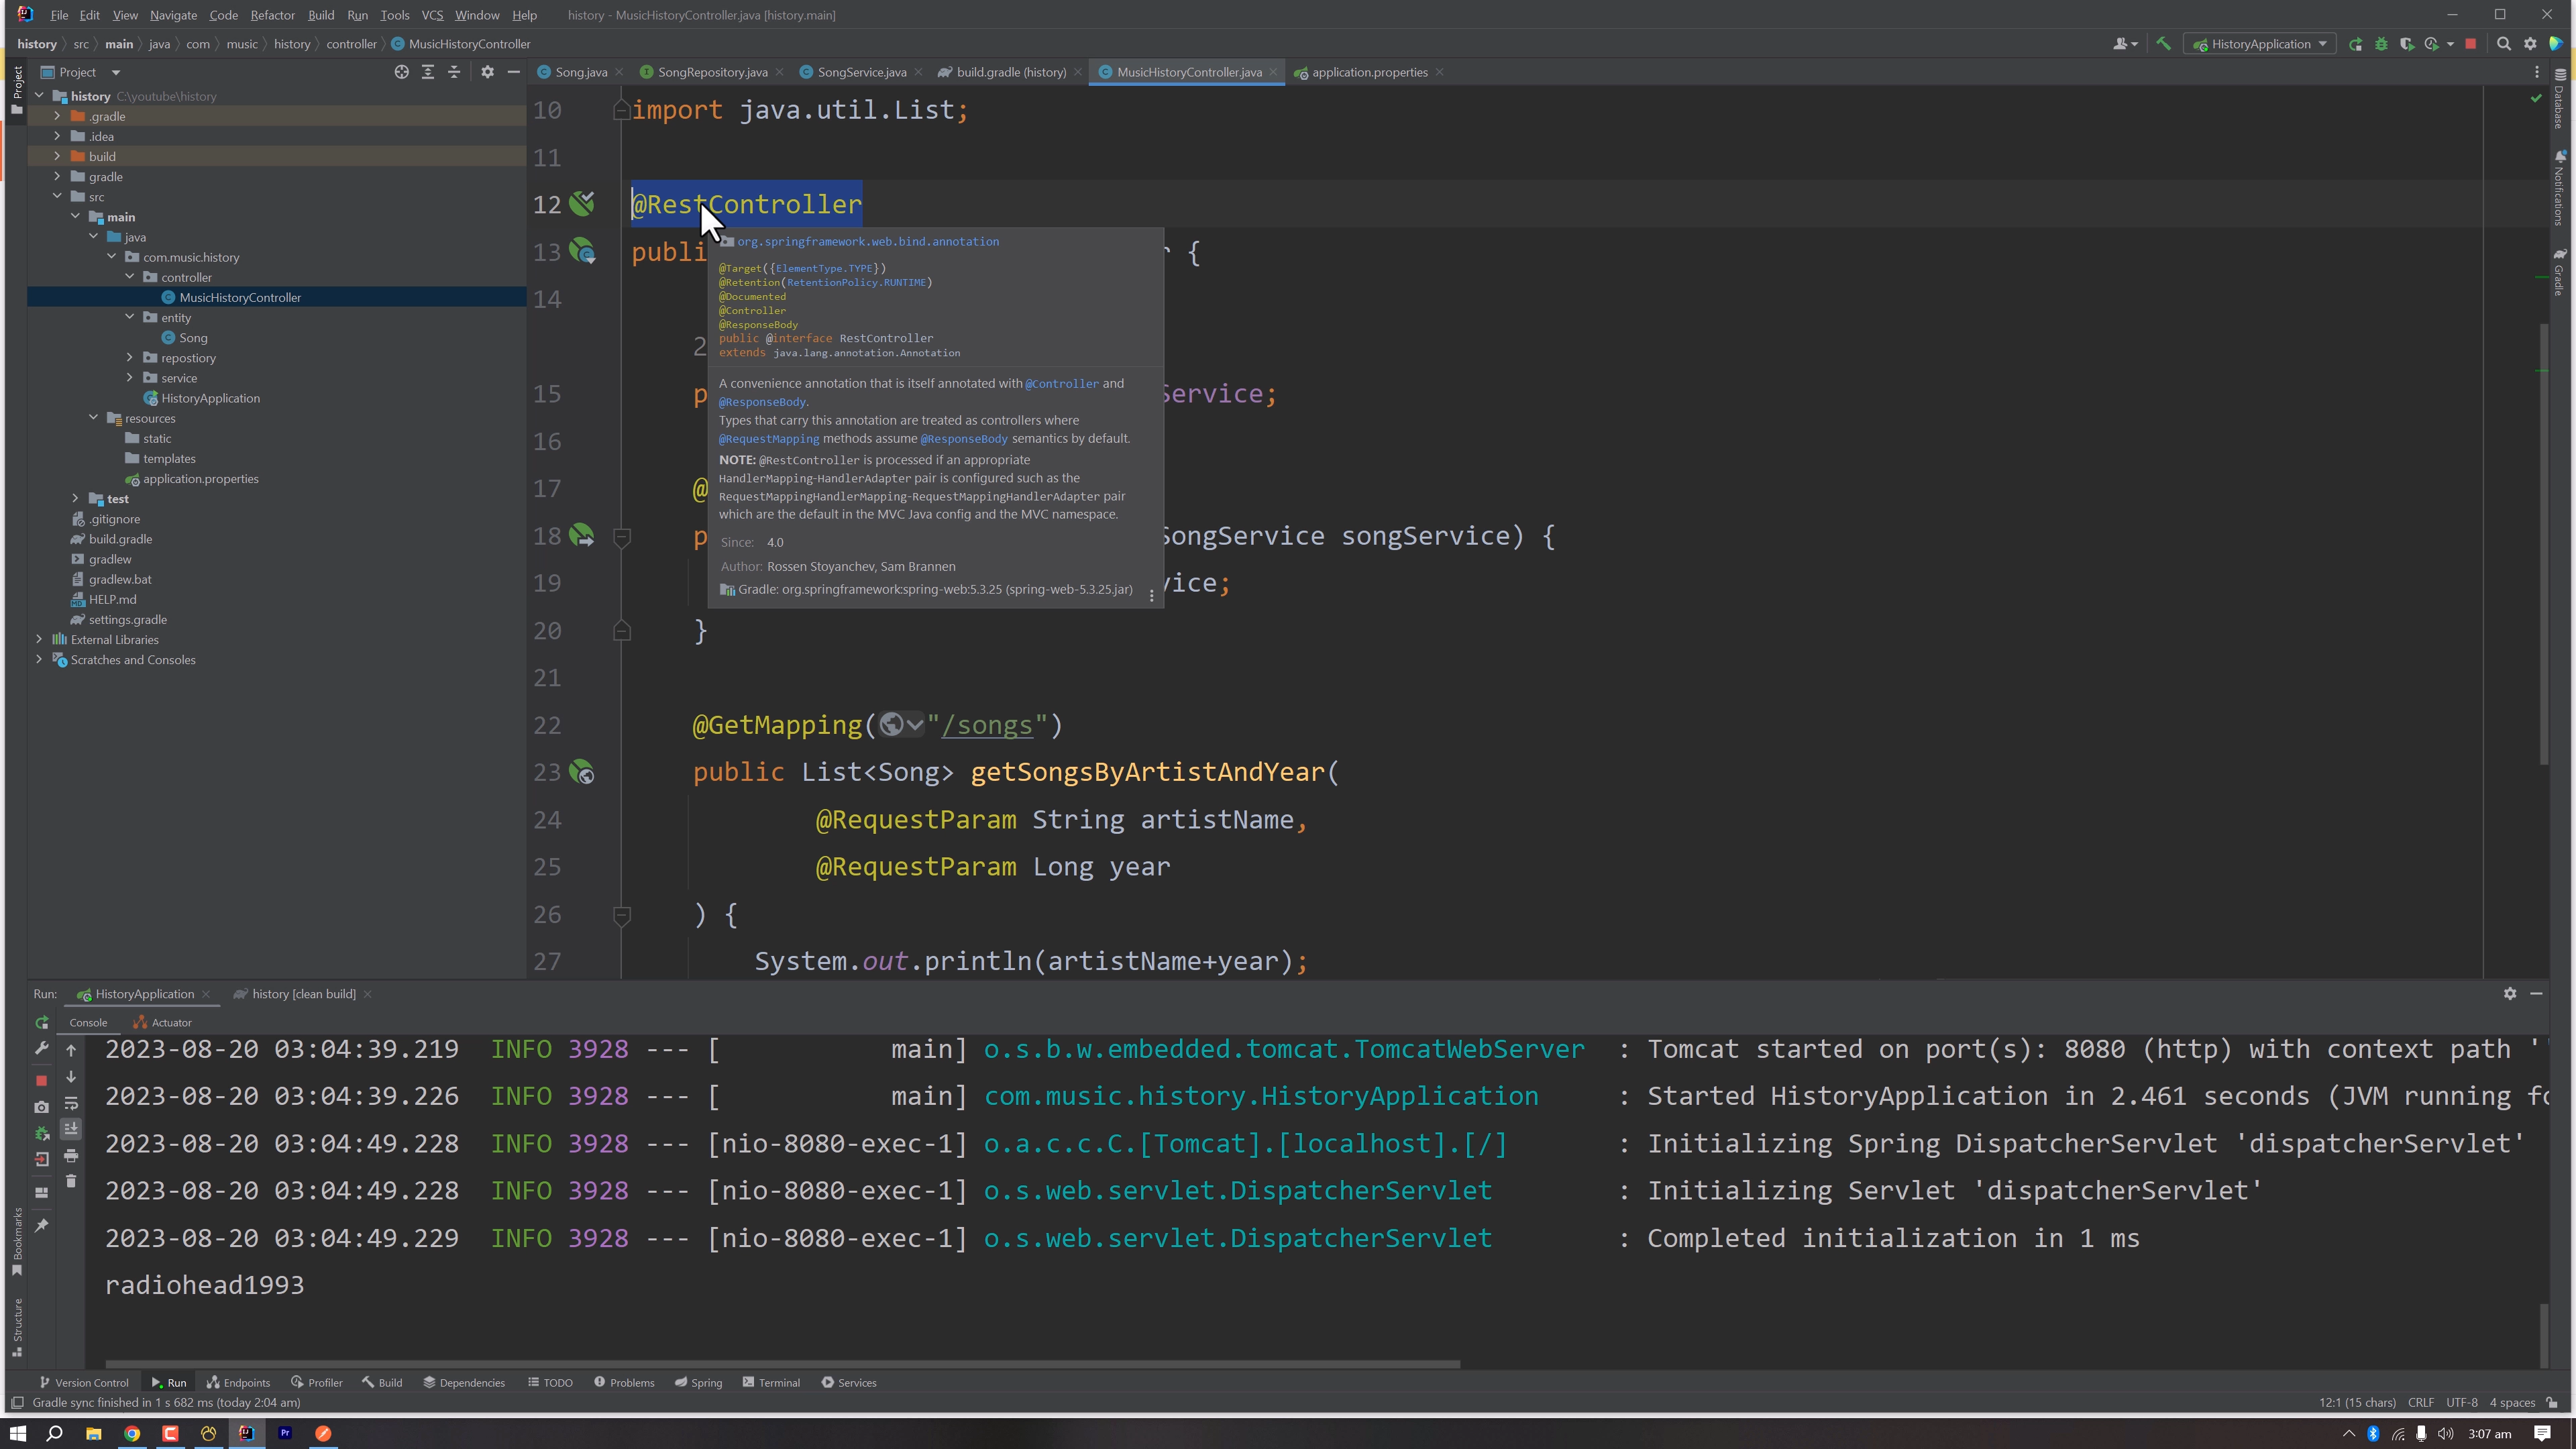 File Edit View Navigate Code Refactor Build Run Tools VCS Window Help history - MusicHistoryController.java [history.main]
history src main java com music history controller MusicHistoryController HistoryApplication
Project
Song.java SongRepository.java SongService.java build.gradle (history) MusicHistoryController.java application.properties
Project
history C:\youtube\history
.gradle
.idea
build
gradle
src
main
java
com.music.history
controller
MusicHistoryController
entity
Song
repostiory
service
HistoryApplication
resources
static
templates
application.properties
test
.gitignore
build.gradle
gradlew
gradlew.bat
HELP.md
settings.gradle
External Libraries
Scratches and Consoles
10 import java.util.List;
11
12 @RestController
13 publi r {
14
2
15 p Service;
16
17 @
18 p SongService songService) {
19 vice;
20 }
21
22 @GetMapping("/songs")
23 public List<Song> getSongsByArtistAndYear(
24 @RequestParam String artistName,
25 @RequestParam Long year
26 ) {
27 System.out.println(artistName+year);
org.springframework.web.bind.annotation
@Target({ElementType.TYPE})
@Retention(RetentionPolicy.RUNTIME)
@Documented
@Controller
@ResponseBody
public @interface RestController
extends java.lang.annotation.Annotation
A convenience annotation that is itself annotated with @Controller and
@ResponseBody.
Types that carry this annotation are treated as controllers where
@RequestMapping methods assume @ResponseBody semantics by default.
NOTE: @RestController is processed if an appropriate
HandlerMapping-HandlerAdapter pair is configured such as the
RequestMappingHandlerMapping-RequestMappingHandlerAdapter pair
which are the default in the MVC Java config and the MVC namespace.
Since: 4.0
Author: Rossen Stoyanchev, Sam Brannen
Gradle: org.springframework:spring-web:5.3.25 (spring-web-5.3.25.jar)
Database
Notifications
Gradle
Run: HistoryApplication history [clean build]
Console Actuator
2023-08-20 03:04:39.219 INFO 3928 --- [ main] o.s.b.w.embedded.tomcat.TomcatWebServer : Tomcat started on port(s): 8080 (http) with context path '
2023-08-20 03:04:39.226 INFO 3928 --- [ main] com.music.history.HistoryApplication : Started HistoryApplication in 2.461 seconds (JVM running fo
2023-08-20 03:04:49.228 INFO 3928 --- [nio-8080-exec-1] o.a.c.c.C.[Tomcat].[localhost].[/] : Initializing Spring DispatcherServlet 'dispatcherServlet'
2023-08-20 03:04:49.228 INFO 3928 --- [nio-8080-exec-1] o.s.web.servlet.DispatcherServlet : Initializing Servlet 'dispatcherServlet'
2023-08-20 03:04:49.229 INFO 3928 --- [nio-8080-exec-1] o.s.web.servlet.DispatcherServlet : Completed initialization in 1 ms
radiohead1993
Bookmarks
Structure
Version Control Run Endpoints Profiler Build Dependencies TODO Problems Spring Terminal Services
Gradle sync finished in 1 s 682 ms (today 2:04 am) 12:1 (15 chars) CRLF UTF-8 4 spaces
Pr 3:07 am